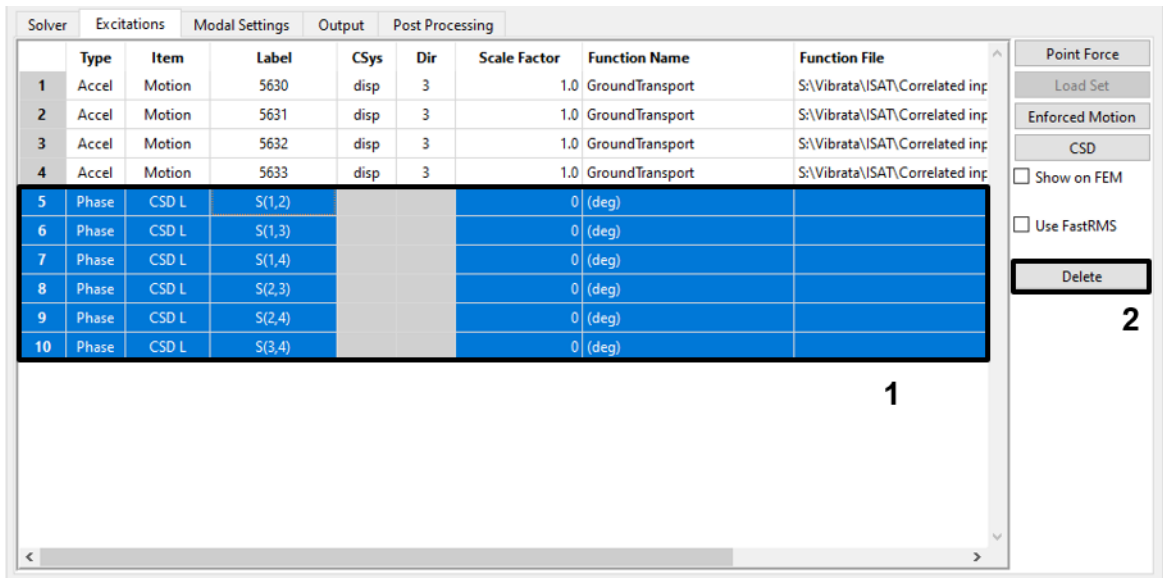 Solver Excitations Modal Settings Output Post Processing
Type Item Label CSys Dir Scale Factor Function Name Function File
1 Accel Motion 5630 disp 3 1.0 GroundTransport S:\Vibrata\ISAT\Correlated inp
2 Accel Motion 5631 disp 3 1.0 GroundTransport S:\Vibrata\ISAT\Correlated inp
3 Accel Motion 5632 disp 3 1.0 GroundTransport S:\Vibrata\ISAT\Correlated inp
4 Accel Motion 5633 disp 3 1.0 GroundTransport S:\Vibrata\ISAT\Correlated inp
5 Phase CSD L S(1,2) 0 (deg)
6 Phase CSD L S(1,3) 0 (deg)
7 Phase CSD L S(1,4) 0 (deg)
8 Phase CSD L S(2,3) 0 (deg)
9 Phase CSD L S(2,4) 0 (deg)
10 Phase CSD L S(3,4) 0 (deg)
1
Point Force
Load Set
Enforced Motion
CSD
Show on FEM
Use FastRMS
Delete
2